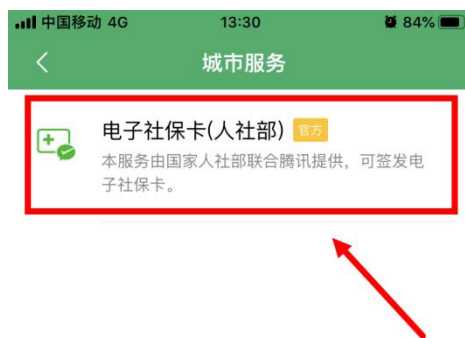 中国移动 4G 13:30 84%
城市服务
电子社保卡(人社部) 官方
本服务由国家人社部联合腾讯提供，可签发电
子社保卡。